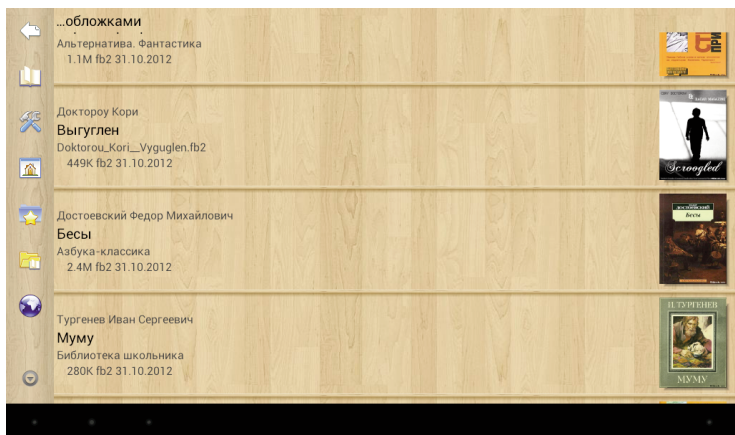 …обложками
Альтернатива. Фантастика
1.1M fb2 31.10.2012
ПРИ
Доктороу Кори
Выгуглен
Doktorou_Kori__Vyguglen.fb2
449K fb2 31.10.2012
Scroogled
Достоевский Федор Михайлович
Бесы
Азбука-классика
2.4M fb2 31.10.2012
ДОСТОЕВСКИЙ
Бесы
Тургенев Иван Сергеевич
Муму
Библиотека школьника
280K fb2 31.10.2012
И. ТУРГЕНЕВ
МУМУ